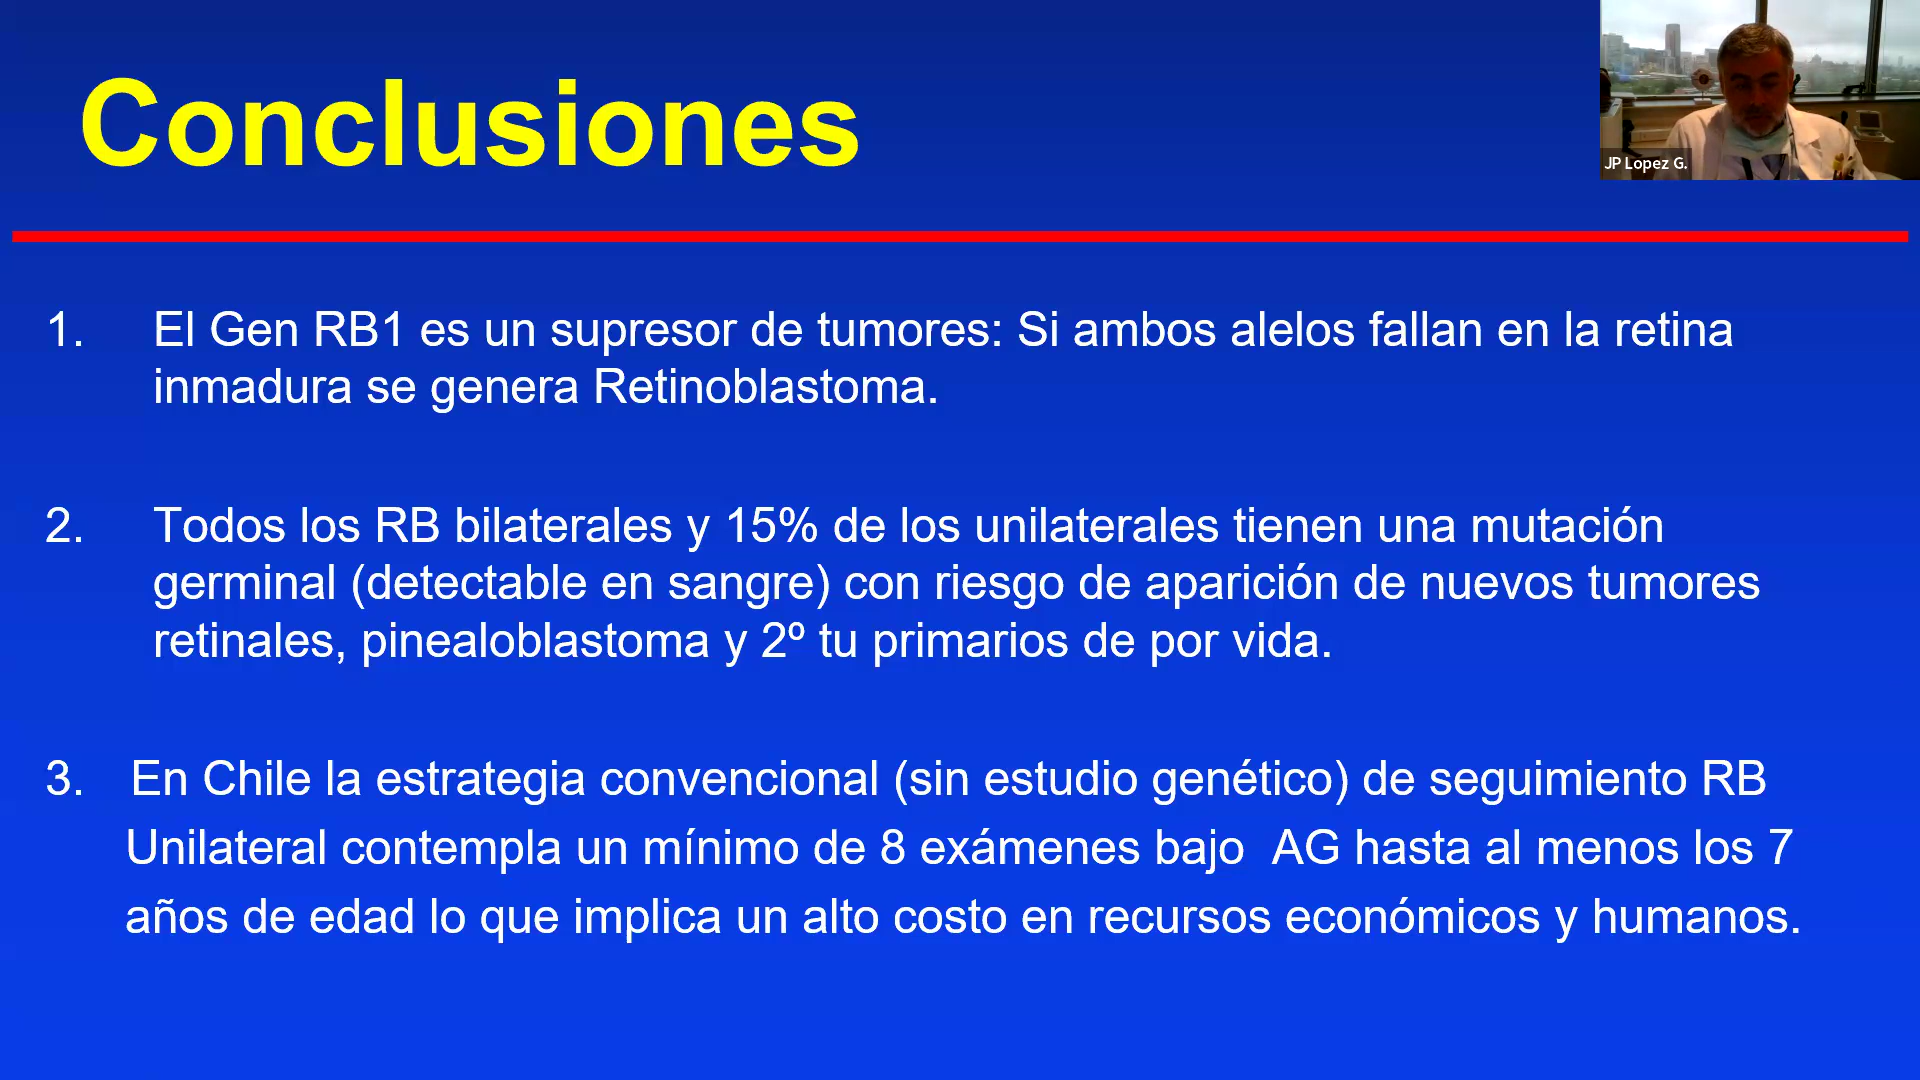 Conclusiones
JP Lopez G.
1. El Gen RB1 es un supresor de tumores: Si ambos alelos fallan en la retina
inmadura se genera Retinoblastoma.
2. Todos los RB bilaterales y 15% de los unilaterales tienen una mutación
germinal (detectable en sangre) con riesgo de aparición de nuevos tumores
retinales, pinealoblastoma y 2º tu primarios de por vida.
3. En Chile la estrategia convencional (sin estudio genético) de seguimiento RB
Unilateral contempla un mínimo de 8 exámenes bajo  AG hasta al menos los 7
años de edad lo que implica un alto costo en recursos económicos y humanos.